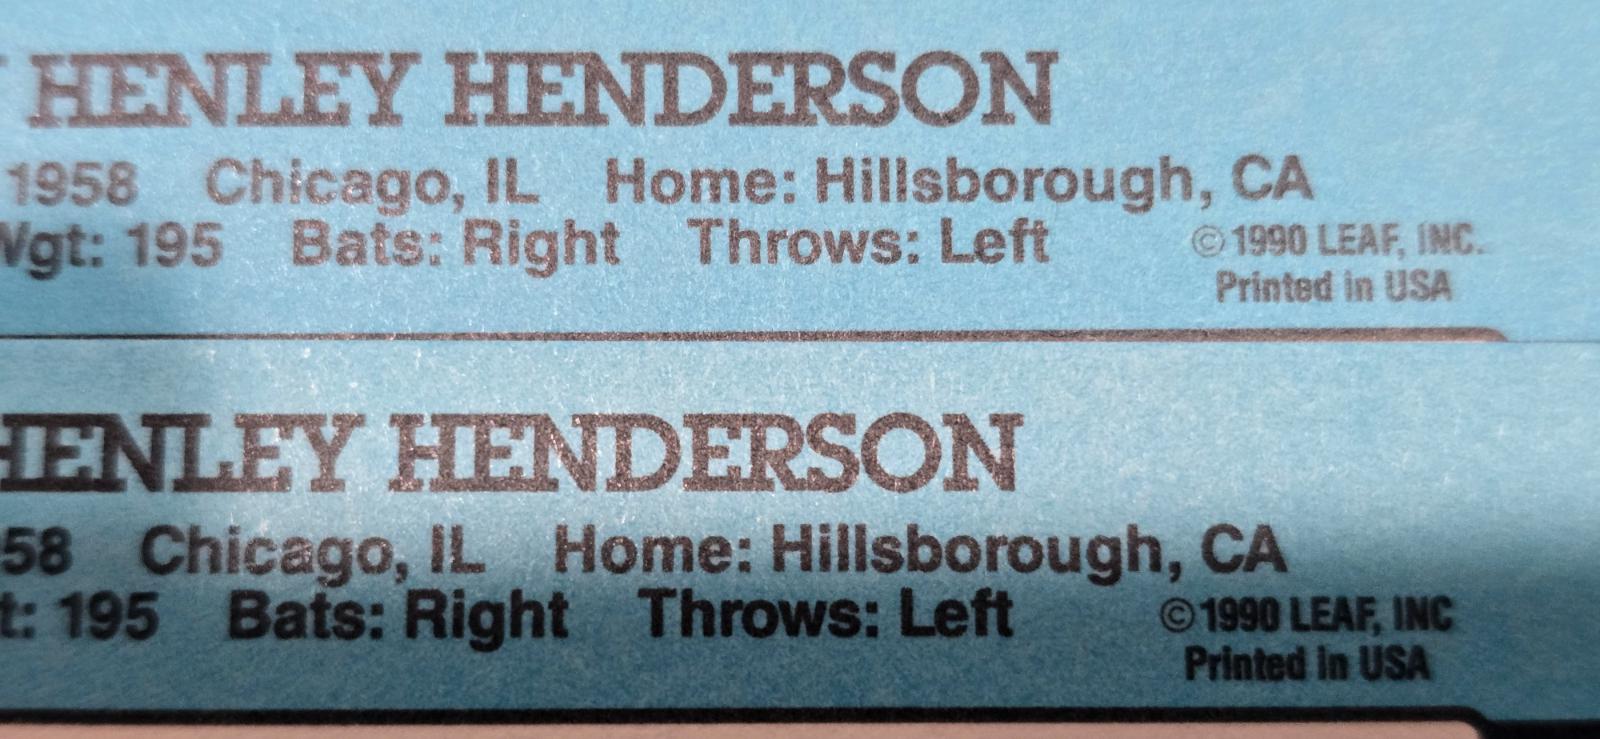 HENLEY HENDERSON
1958 Chicago, IL Home: Hillsborough, CA
Wgt: 195 Bats: Right Throws: Left ©1990 LEAF, INC.
Printed in USA
HENLEY HENDERSON
58 Chicago, IL Home: Hillsborough, CA
t: 195 Bats: Right Throws: Left ©1990 LEAF, INC
Printed in USA